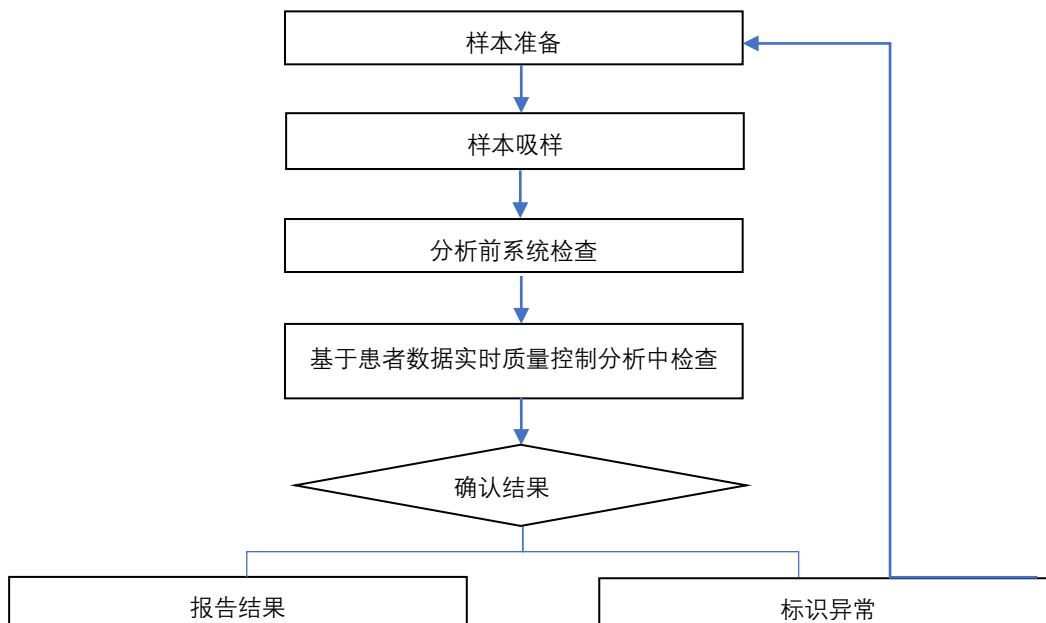 样本准备
样本吸样
分析前系统检查
基于患者数据实时质量控制分析中检查
确认结果
报告结果
标识异常